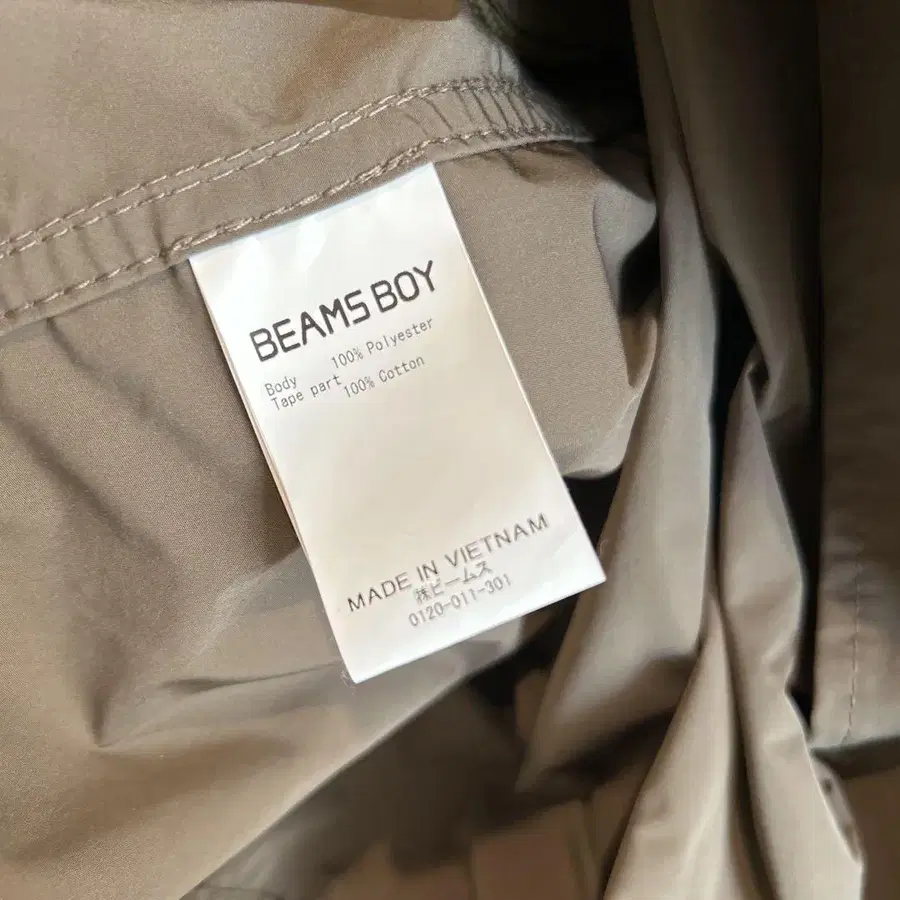 BEAMS BOY
Body 100% Polyester
Tape part 100% Cotton
MADE IN VIETNAM
㈱ビームス
0120-011-301